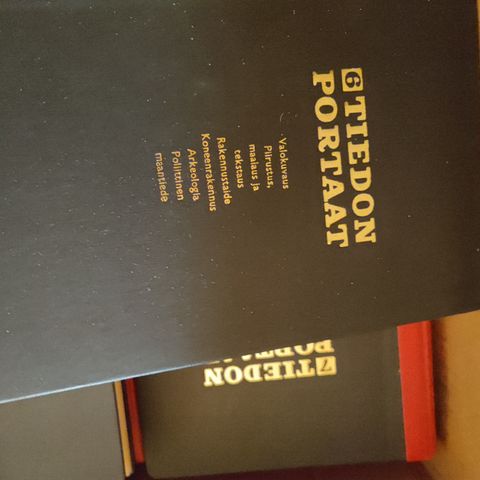 6 TIEDON
PORTAAT
Valokuvaus
Piirustus,
maalaus ja
tekstaus
Rakennustaide
Koneenrakennus
Arkeologia
Poliittinen
maantiede
7 TIEDON